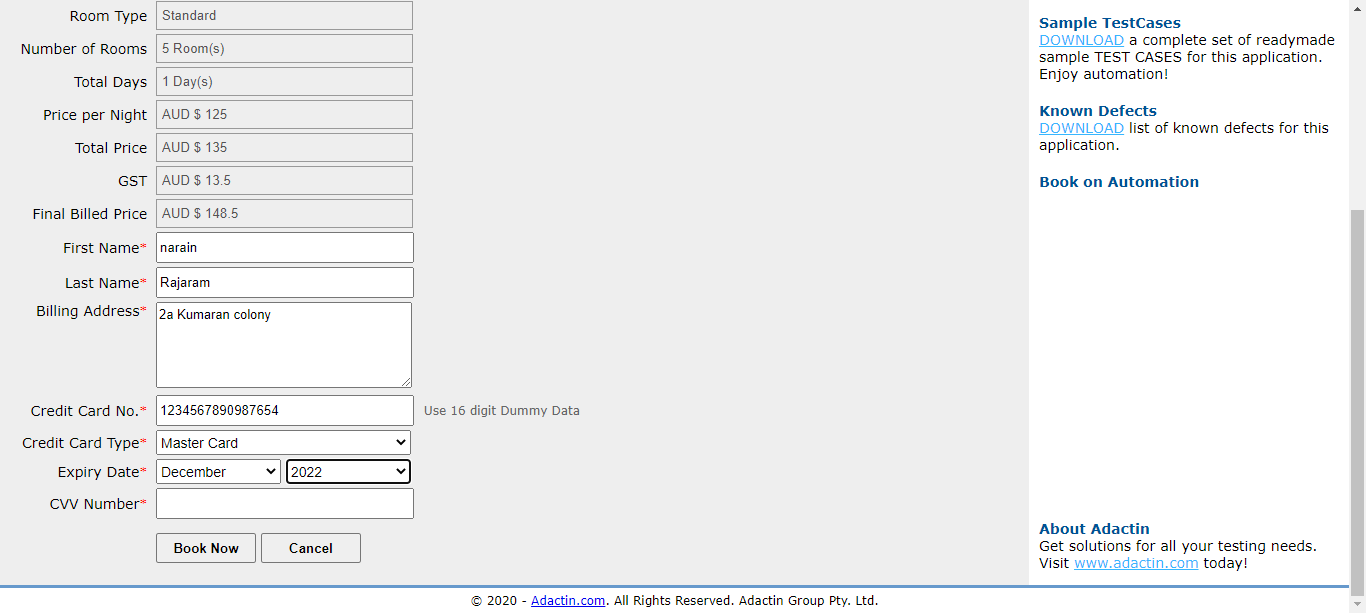 Room Type Standard
Number of Rooms 5 Room(s)
Total Days 1 Day(s)
Price per Night AUD $ 125
Total Price AUD $ 135
GST AUD $ 13.5
Final Billed Price AUD $ 148.5
First Name* narain
Last Name* Rajaram
Billing Address* 2a Kumaran colony
Credit Card No.* 1234567890987654 Use 16 digit Dummy Data
Credit Card Type* Master Card
Expiry Date* December 2022
CVV Number*
Book Now Cancel
Sample TestCases
DOWNLOAD a complete set of readymade
sample TEST CASES for this application.
Enjoy automation!
Known Defects
DOWNLOAD list of known defects for this
application.
Book on Automation
About Adactin
Get solutions for all your testing needs.
Visit www.adactin.com today!
© 2020 - Adactin.com. All Rights Reserved. Adactin Group Pty. Ltd.